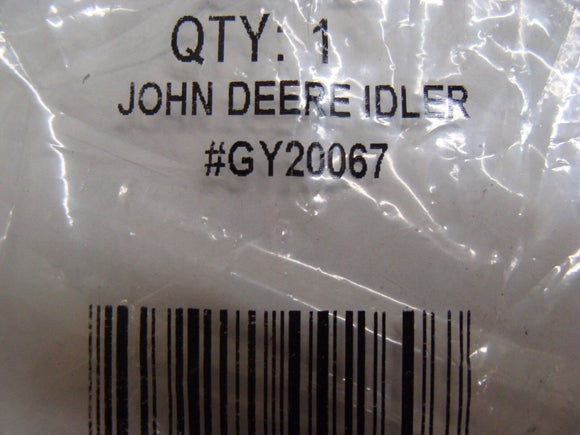 QTY: 1
JOHN DEERE IDLER
#GY20067